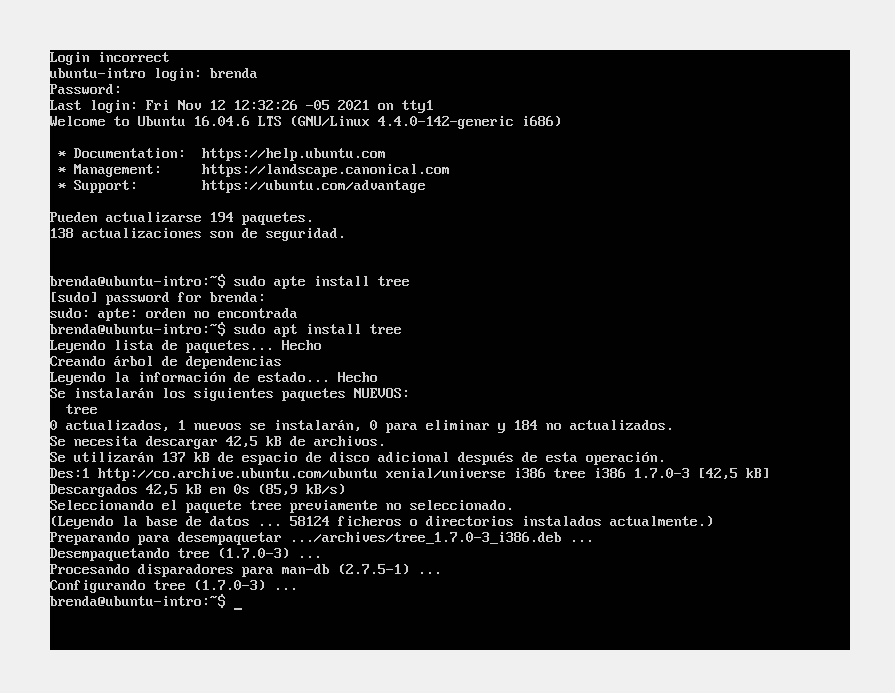 Login incorrect
ubuntu-intro login: brenda
Password:
Last login: Fri Nov 12 12:32:26 -05 2021 on tty1
Welcome to Ubuntu 16.04.6 LTS (GNU/Linux 4.4.0-142-generic i686)
* Documentation:  https://help.ubuntu.com
* Management:     https://landscape.canonical.com
* Support:        https://ubuntu.com/advantage
Pueden actualizarse 194 paquetes.
138 actualizaciones son de seguridad.
brenda@ubuntu-intro:~$ sudo apte install tree
[sudo] password for brenda:
sudo: apte: orden no encontrada
brenda@ubuntu-intro:~$ sudo apt install tree
Leyendo lista de paquetes... Hecho
Creando árbol de dependencias
Leyendo la información de estado... Hecho
Se instalarán los siguientes paquetes NUEVOS:
  tree
0 actualizados, 1 nuevos se instalarán, 0 para eliminar y 184 no actualizados.
Se necesita descargar 42,5 kB de archivos.
Se utilizarán 137 kB de espacio de disco adicional después de esta operación.
Des:1 http://co.archive.ubuntu.com/ubuntu xenial/universe i386 tree i386 1.7.0-3 [42,5 kB]
Descargados 42,5 kB en 0s (85,9 kB/s)
Seleccionando el paquete tree previamente no seleccionado.
(Leyendo la base de datos ... 58124 ficheros o directorios instalados actualmente.)
Preparando para desempaquetar .../archives/tree_1.7.0-3_i386.deb ...
Desempaquetando tree (1.7.0-3) ...
Procesando disparadores para man-db (2.7.5-1) ...
Configurando tree (1.7.0-3) ...
brenda@ubuntu-intro:~$ _